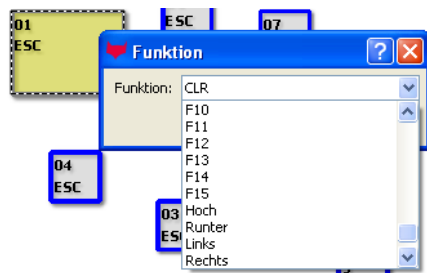 01
ESC
ESC
07
Funktion
Funktion:
CLR
F10
F11
F12
F13
F14
F15
Hoch
Runter
Links
Rechts
04
ESC
03